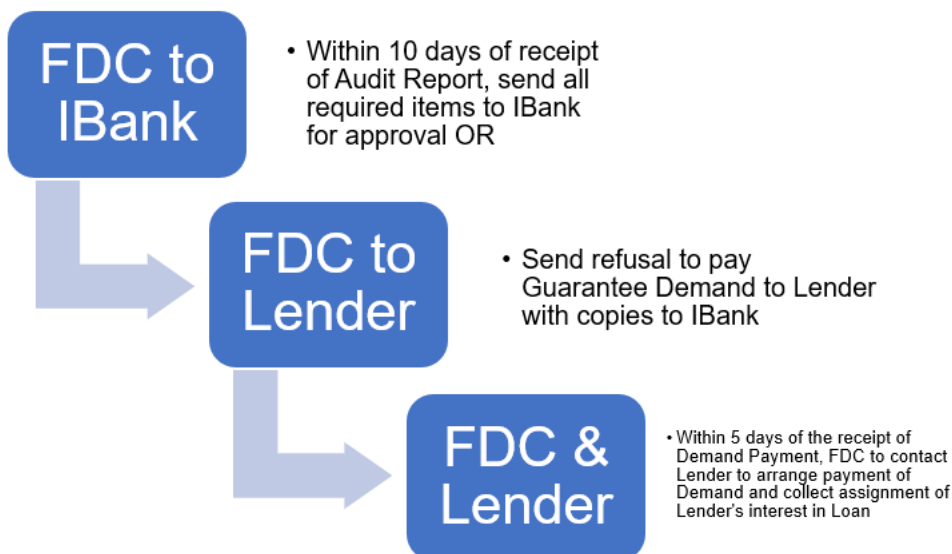 FDC to
IBank
• Within 10 days of receipt
of Audit Report, send all
required items to IBank
for approval OR
FDC to
Lender
• Send refusal to pay
Guarantee Demand to Lender
with copies to IBank
FDC &
Lender
• Within 5 days of the receipt of
Demand Payment, FDC to contact
Lender to arrange payment of
Demand and collect assignment of
Lender's interest in Loan